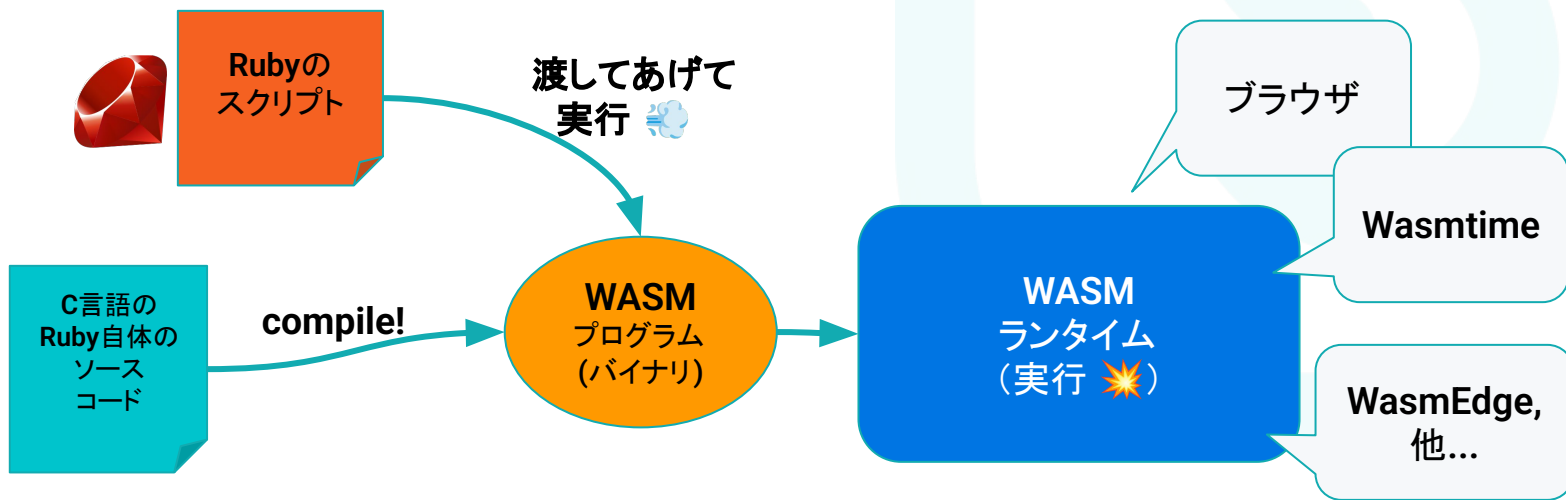 Rubyの
スクリプト
渡してあげて
実行 💨
C言語の
Ruby自体の
ソース
コード
compile!
WASM
プログラム
(バイナリ)
WASM
ランタイム
（実行 💥）
ブラウザ
Wasmtime
WasmEdge,
他...